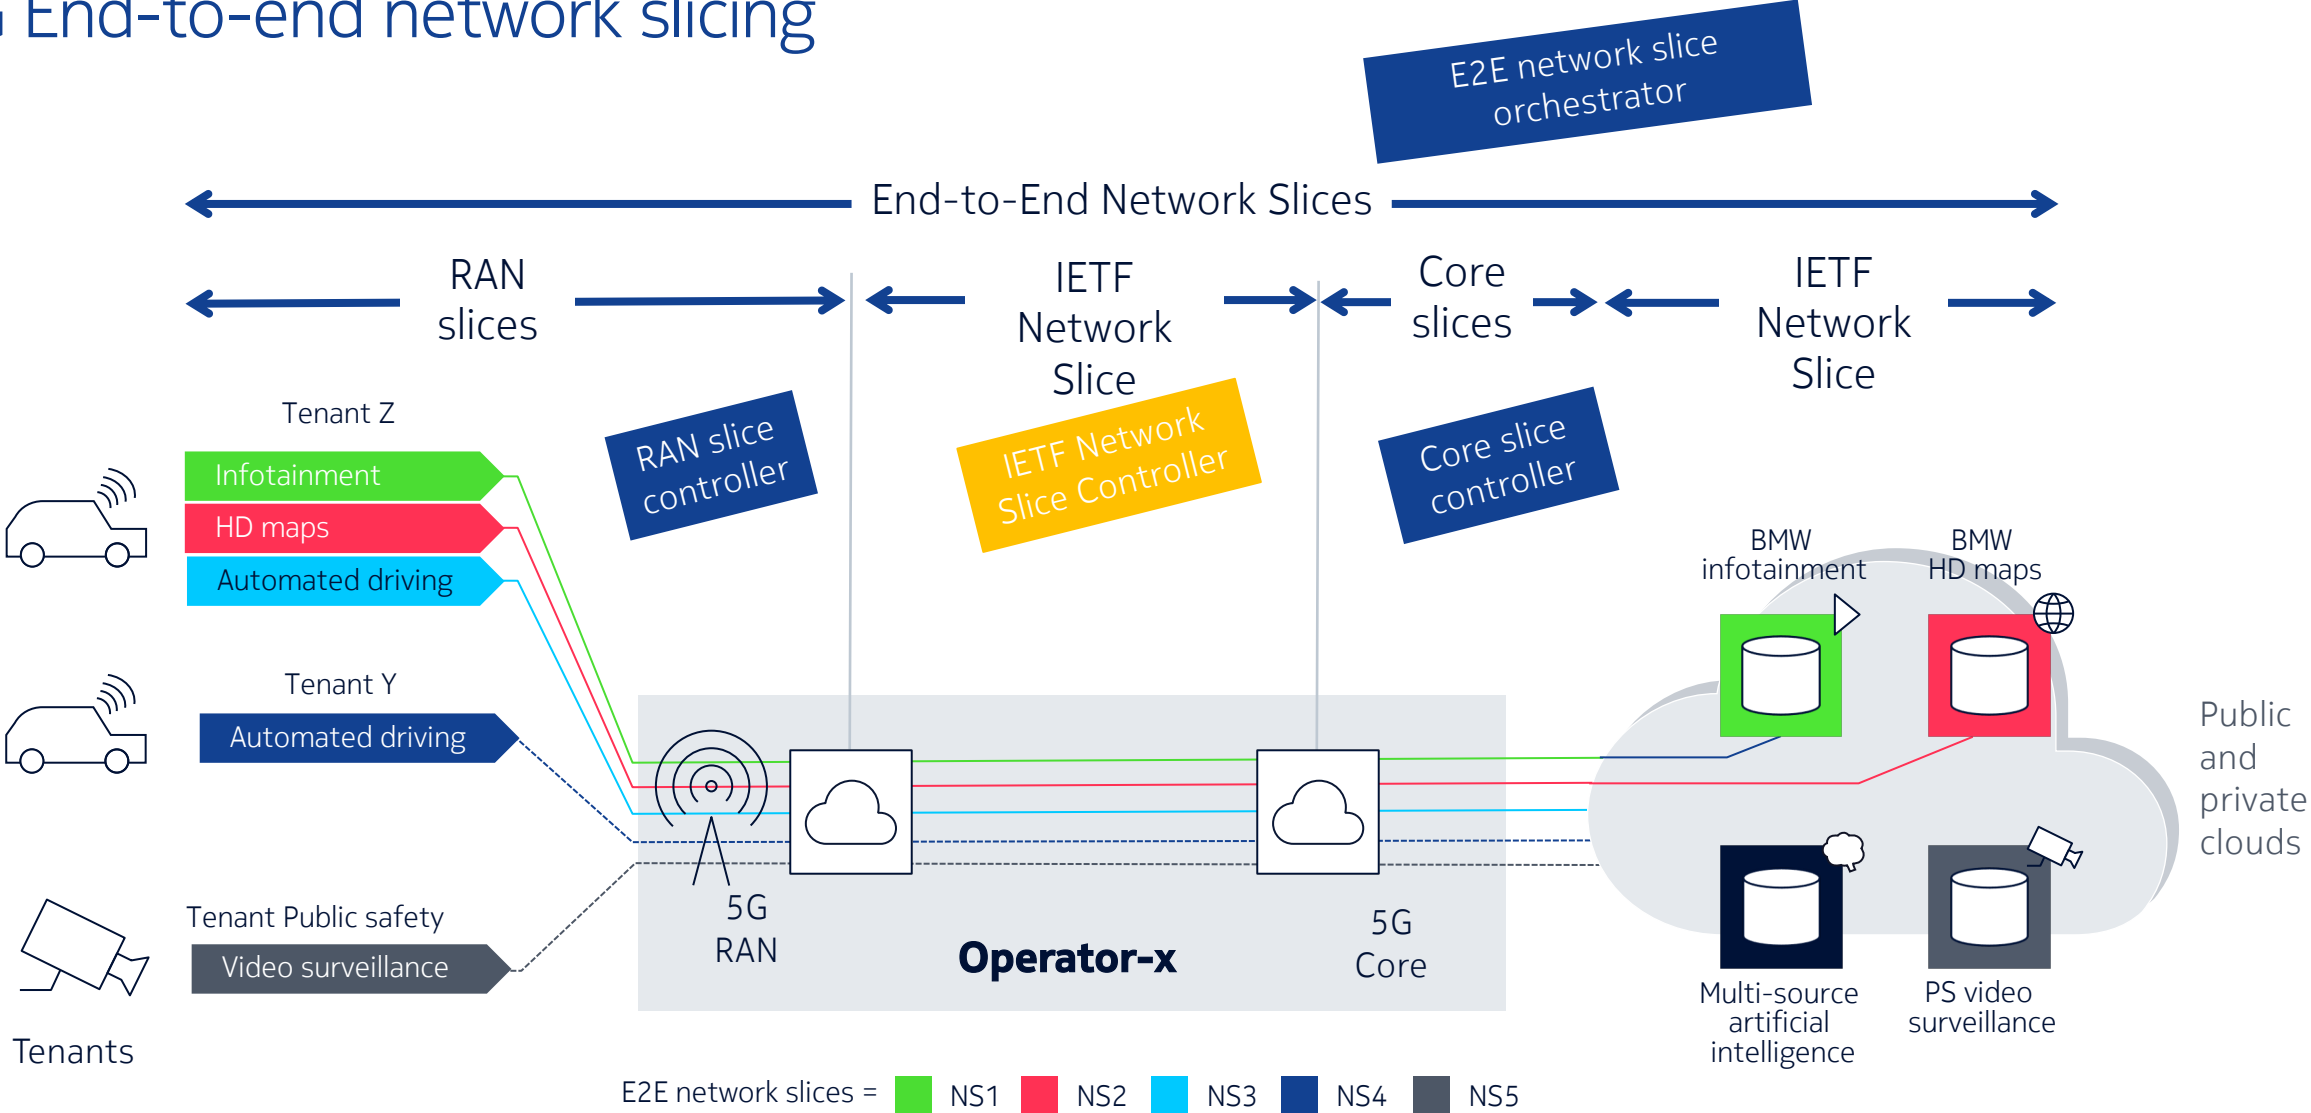 End-to-end network slicing
E2E network slice
orchestrator
End-to-End Network Slices
RAN
slices
IETF
Network
Slice
Core
slices
IETF
Network
Slice
Tenant Z
Infotainment
HD maps
Automated driving
RAN slice
controller
IETF Network
Slice Controller
Core slice
controller
BMW
infotainment
BMW
HD maps
Tenant Y
Automated driving
Public
and
private
clouds
Tenant Public safety
Video surveillance
5G
RAN
Operator-x
5G
Core
Multi-source
artificial
intelligence
PS video
surveillance
Tenants
E2E network slices =
NS1
NS2
NS3
NS4
NS5